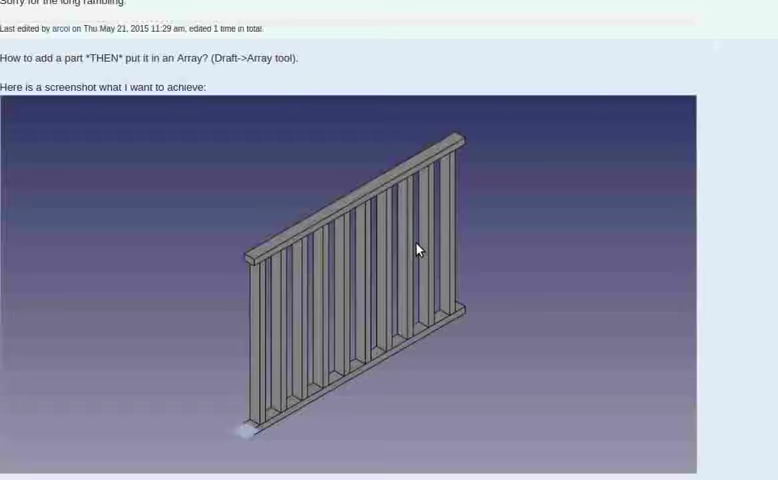 Sorry for the long rambling.
Last edited by arcol on Thu May 21, 2015 11:29 am, edited 1 time in total.
How to add a part *THEN* put it in an Array? (Draft->Array tool).
Here is a screenshot what i want to achieve: